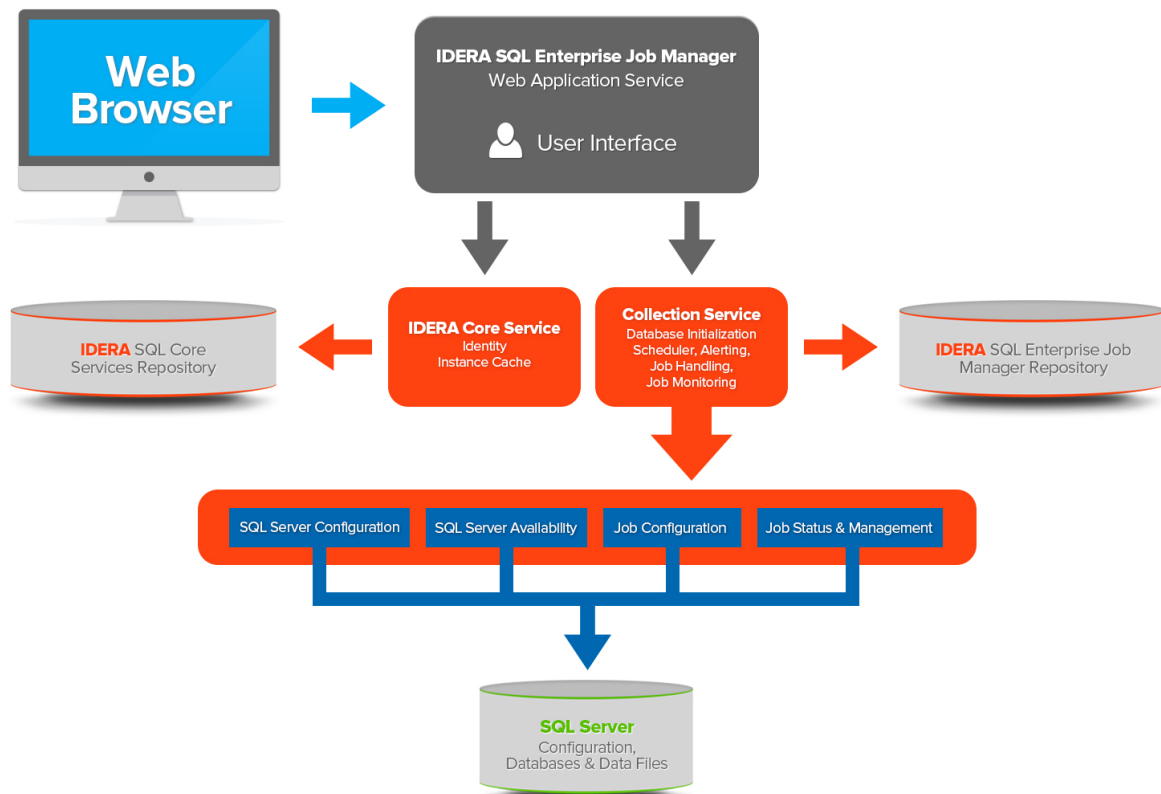 Web
Browser
IDERA SQL Enterprise Job Manager
Web Application Service
User Interface
IDERA SQL Core
Services Repository
IDERA Core Service
Identity
Instance Cache
Collection Service
Database Initialization
Scheduler, Alerting,
Job Handling,
Job Monitoring
IDERA SQL Enterprise Job
Manager Repository
SQL Server Configuration
SQL Server Availability
Job Configuration
Job Status & Management
SQL Server
Configuration,
Databases & Data Files